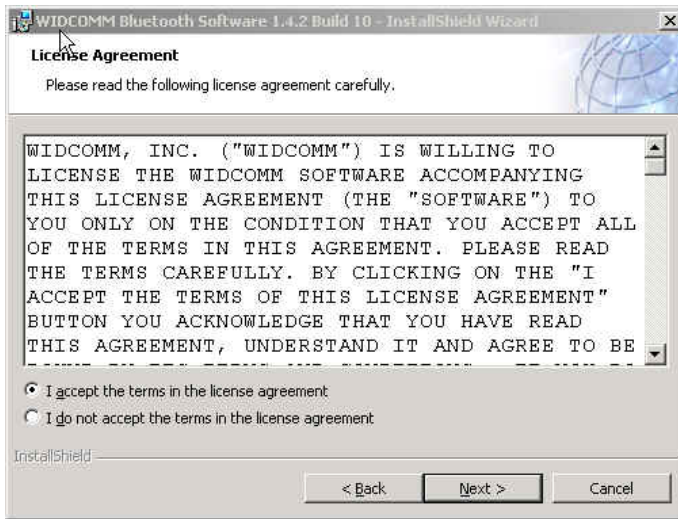 WIDCOMM Bluetooth Software 1.4.2 Build 10 - InstallShield Wizard
License Agreement
Please read the following license agreement carefully.
WIDCOMM, INC. ("WIDCOMM") IS WILLING TO
LICENSE THE WIDCOMM SOFTWARE ACCOMPANYING
THIS LICENSE AGREEMENT (THE "SOFTWARE") TO
YOU ONLY ON THE CONDITION THAT YOU ACCEPT ALL
OF THE TERMS IN THIS AGREEMENT. PLEASE READ
THE TERMS CAREFULLY. BY CLICKING ON THE "I
ACCEPT THE TERMS OF THIS LICENSE AGREEMENT"
BUTTON YOU ACKNOWLEDGE THAT YOU HAVE READ
THIS AGREEMENT, UNDERSTAND IT AND AGREE TO BE
I accept the terms in the license agreement
I do not accept the terms in the license agreement
InstallShield
< Back
Next >
Cancel